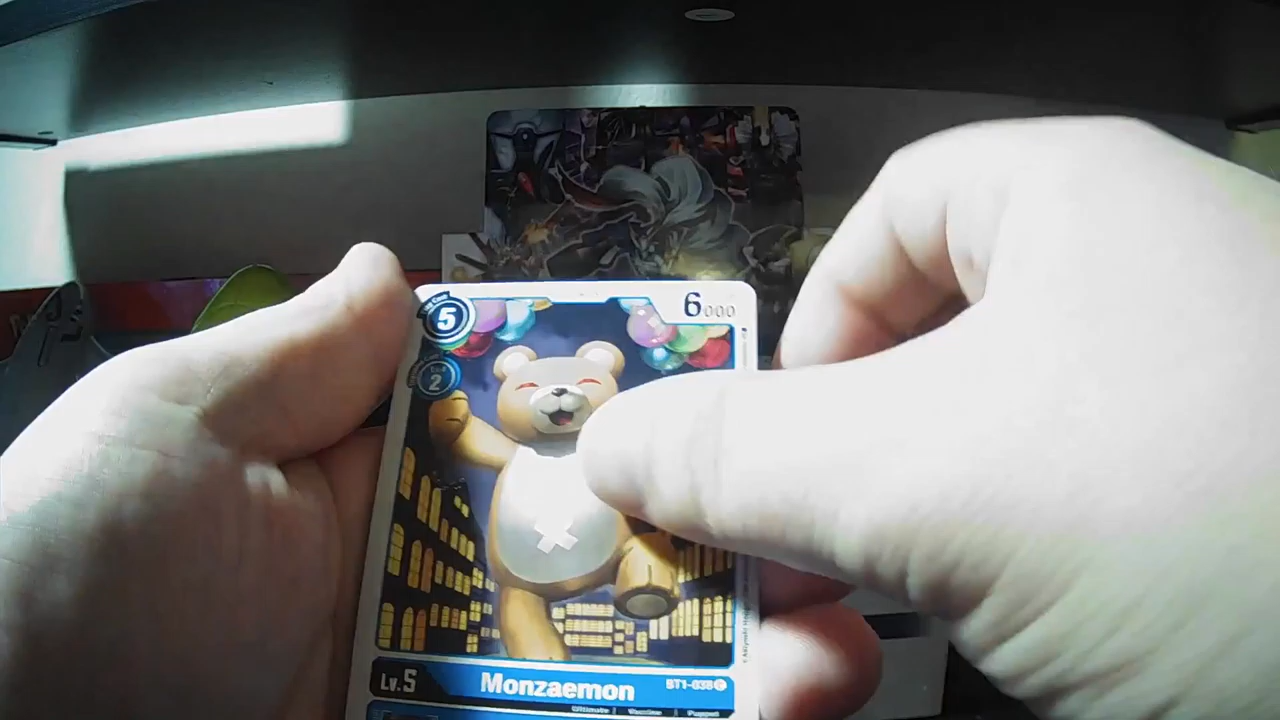 5
6000
2
Lv.5
Monzaemon
BT1-038 C
Ultimate | Vaccine | Puppet